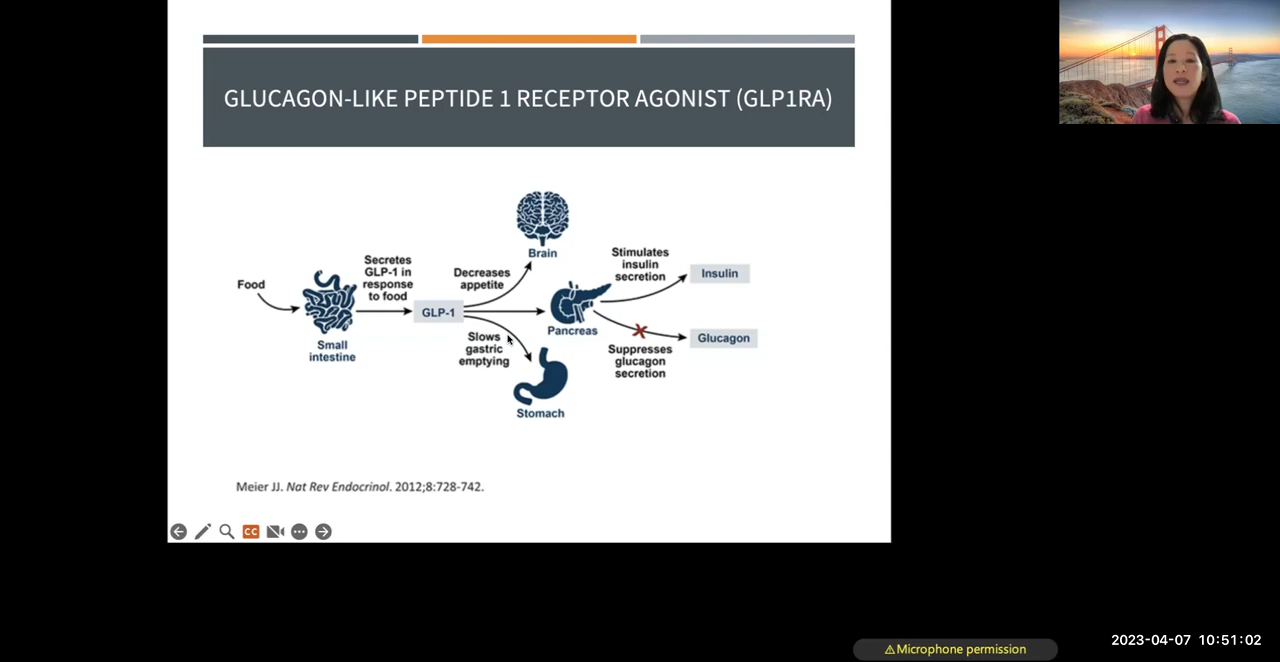 GLUCAGON-LIKE PEPTIDE 1 RECEPTOR AGONIST (GLP1RA)
Brain
Food
Secretes
GLP-1 in
response
to food
Small
intestine
GLP-1
Decreases
appetite
Slows
gastric
emptying
Pancreas
Stomach
Stimulates
insulin
secretion
Insulin
Suppresses
glucagon
secretion
Glucagon
Meier JJ. Nat Rev Endocrinol. 2012;8:728-742.
CC
⚠Microphone permission
2023-04-07 10:51:02